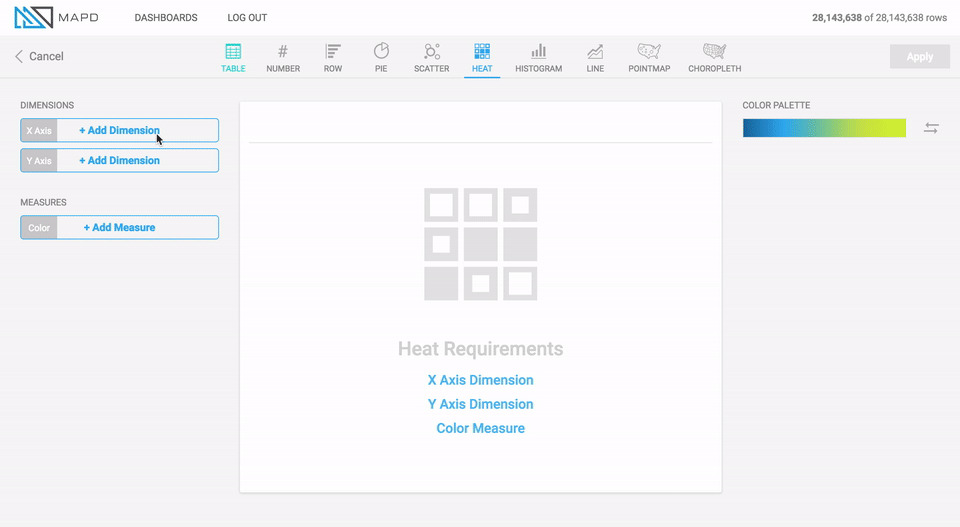 MAPD DASHBOARDS LOG OUT 28,143,638 of 28,143,638 rows
Cancel TABLE NUMBER ROW PIE SCATTER HEAT HISTOGRAM LINE POINTMAP CHOROPLETH Apply
DIMENSIONS
X Axis + Add Dimension
Y Axis + Add Dimension
MEASURES
Color + Add Measure
Heat Requirements
X Axis Dimension
Y Axis Dimension
Color Measure
COLOR PALETTE